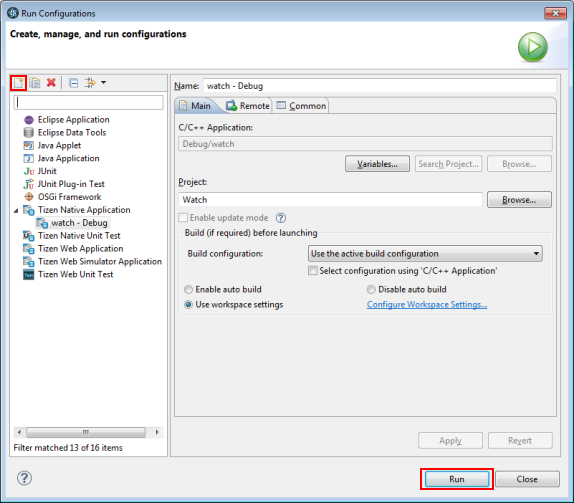 Run Configurations
Create, manage, and run configurations
Name: watch - Debug
Main Remote Common
Eclipse Application
Eclipse Data Tools
Java Applet
Java Application
JUnit
JUnit Plug-in Test
OSGi Framework
Tizen Native Application
watch - Debug
Tizen Native Unit Test
Tizen Web Application
Tizen Web Simulator Application
Tizen Web Unit Test
Filter matched 13 of 16 items
C/C++ Application:
Debug/watch
Variables... Search Project... Browse...
Project:
Watch Browse...
Enable update mode
Build (if required) before launching
Build configuration: Use the active build configuration
Select configuration using 'C/C++ Application'
Enable auto build Disable auto build
Use workspace settings Configure Workspace Settings...
Apply Revert
Run Close